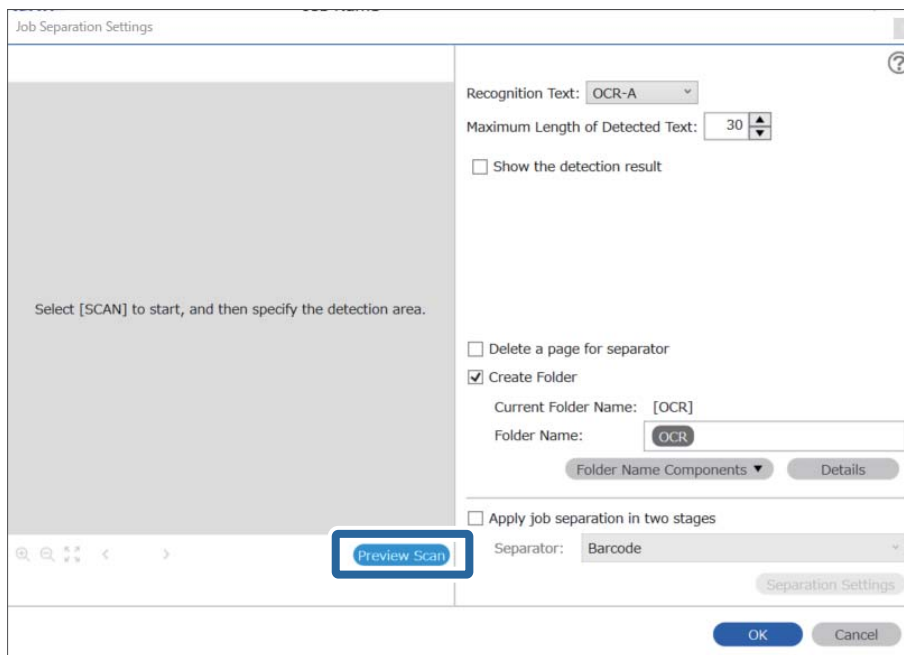 Job Separation Settings
?
Recognition Text: OCR-A
Maximum Length of Detected Text: 30
Show the detection result
Select [SCAN] to start, and then specify the detection area.
Delete a page for separator
Create Folder
Current Folder Name: [OCR]
Folder Name: OCR
Folder Name Components ▼ Details
Apply job separation in two stages
Preview Scan
Separator: Barcode
Separation Settings
OK Cancel